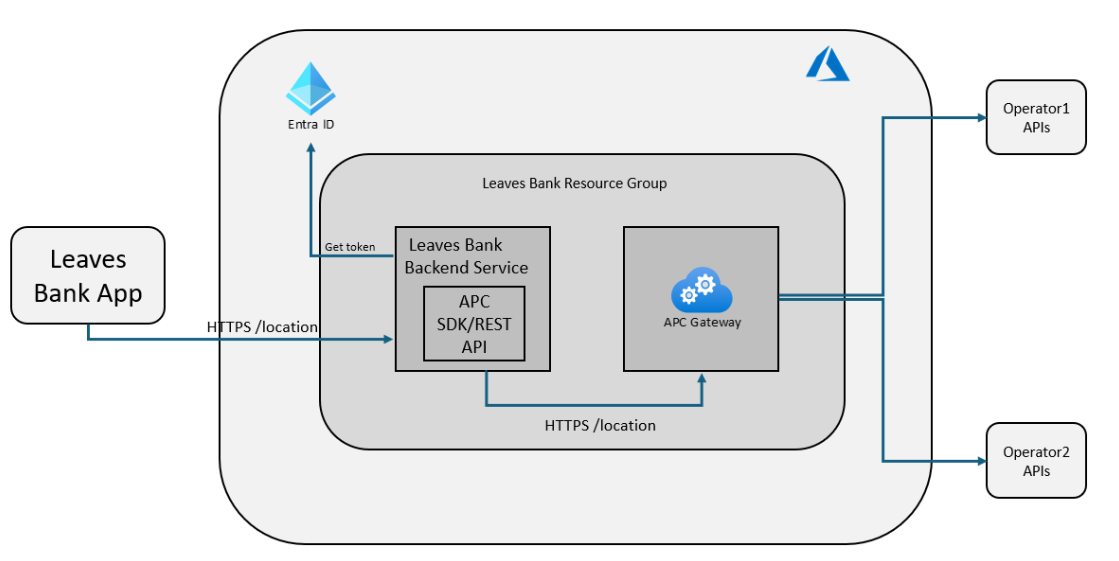 Entra ID
Operator1
APIs
Leaves Bank Resource Group
Get token
Leaves
Bank App
Leaves Bank
Backend Service
APC
SDK/REST
API
APC Gateway
HTTPS /location
HTTPS /location
Operator2
APIs